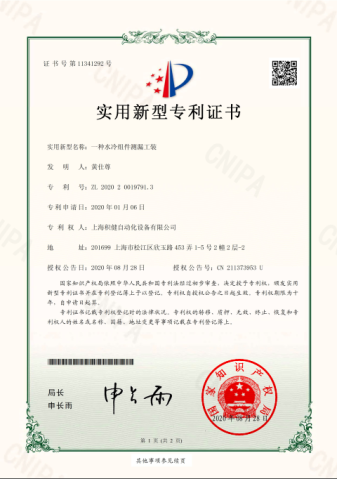 证书号第11341292号
实用新型专利证书
实用新型名称：一种水冷组件测漏工装
发明人：黄仕尊
专利号：ZL 2020 2 0019791.3
专利申请日：2020年01月06日
专利权人：上海积健自动化设备有限公司
地址：201699 上海市松江区欣玉路453弄1-5号2幢2层-2
授权公告日：2020年08月28日 授权公告号：CN 211373953 U
国家知识产权局依照中华人民共和国专利法经过初步审查，决定授予专利权，颁发实用
新型专利证书并在专利登记簿上予以登记。专利权自授权公告之日起生效。专利权期限为十
年，自申请日起算。
专利证书记载专利权登记时的法律状况。专利权的转移、质押、无效、终止、恢复和专
利权人的姓名或名称、国籍、地址变更等事项记载在专利登记簿上。
局长
申长雨
申长雨
国家知识产权局
2020年08月28日
第1页(共2页)
其他事项参见续页
CNIPA